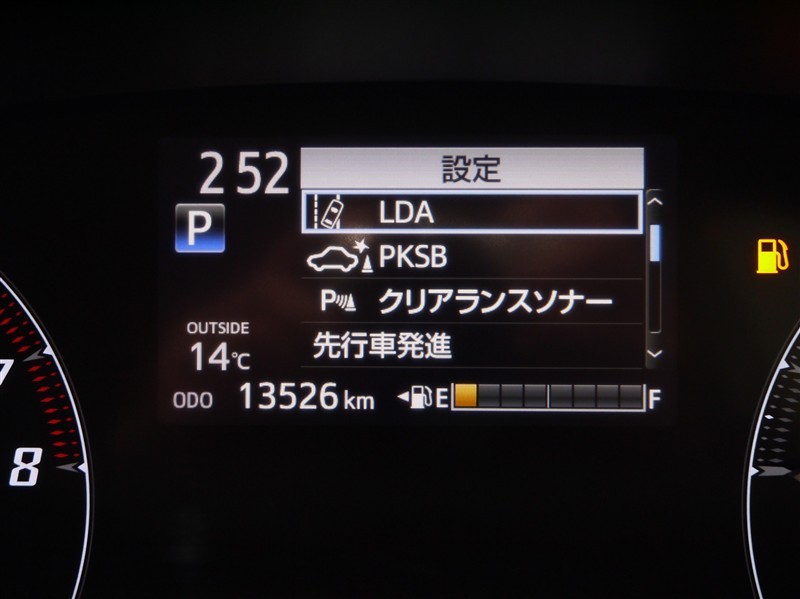 2 52
設定
P
LDA
PKSB
P クリアランスソナー
先行車発進
OUTSIDE
14℃
ODO 13526 km E F
7
8